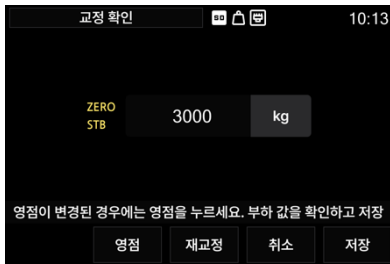 교정 확인
SD
10:13
ZERO
STB
3000
kg
영점이 변경된 경우에는 영점을 누르세요. 부하 값을 확인하고 저장
영점
재교정
취소
저장